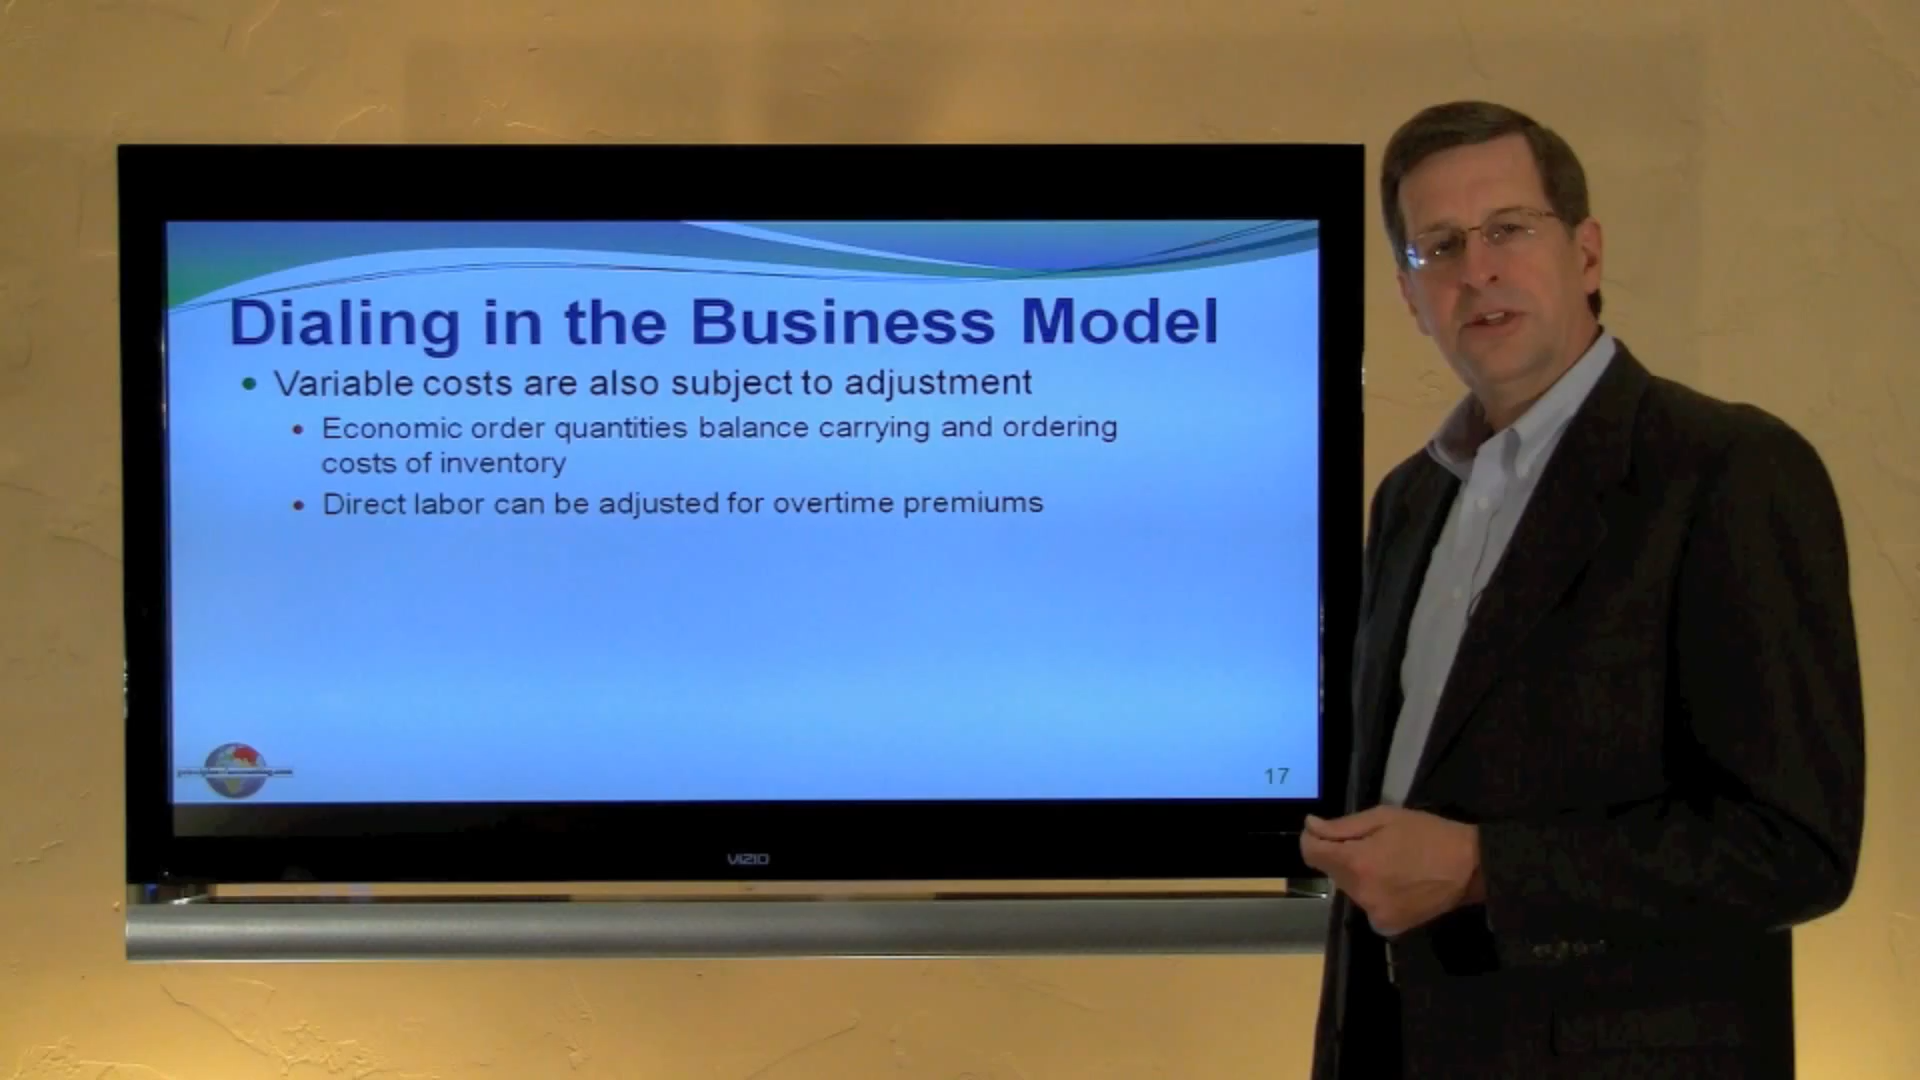 Dialing in the Business Model
• Variable costs are also subject to adjustment
• Economic order quantities balance carrying and ordering
costs of inventory
• Direct labor can be adjusted for overtime premiums
17
VIZIO